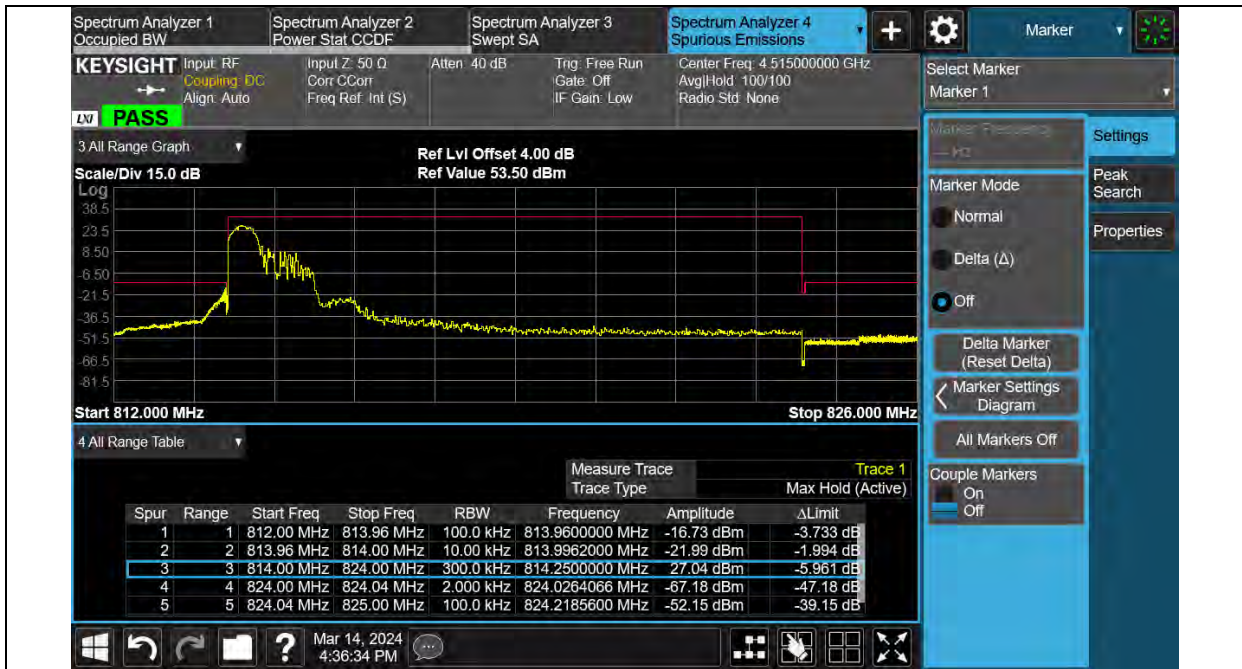 Spectrum Analyzer 1
Occupied BW
Spectrum Analyzer 2
Power Stat CCDF
Spectrum Analyzer 3
Swept SA
Spectrum Analyzer 4
Spurious Emissions
Marker
KEYSIGHT
Input: RF
Coupling: DC
Align: Auto
Input Z: 50 Ω
Corr CCorr
Freq Ref: Int (S)
Atten: 40 dB
Trig: Free Run
Gate: Off
IF Gain: Low
Center Freq: 4.515000000 GHz
Avg|Hold: 100/100
Radio Std: None
LXI
PASS
Select Marker
Marker 1
3 All Range Graph
Scale/Div 15.0 dB
Ref Lvl Offset 4.00 dB
Ref Value 53.50 dBm
Log
38.5
23.5
8.50
-6.50
-21.5
-36.5
-51.5
-66.5
-81.5
Start 812.000 MHz
Stop 826.000 MHz
Marker Frequency
--- Hz
Marker Mode
Normal
Delta (Δ)
Off
Delta Marker
(Reset Delta)
Marker Settings
Diagram
All Markers Off
Couple Markers
On
Off
Settings
Peak
Search
Properties
4 All Range Table
Measure Trace Trace 1
Trace Type Max Hold (Active)
Spur Range Start Freq Stop Freq RBW Frequency Amplitude ΔLimit
1 1 812.00 MHz 813.96 MHz 100.0 kHz 813.9600000 MHz -16.73 dBm -3.733 dB
2 2 813.96 MHz 814.00 MHz 10.00 kHz 813.9962000 MHz -21.99 dBm -1.994 dB
3 3 814.00 MHz 824.00 MHz 300.0 kHz 814.2500000 MHz 27.04 dBm -5.961 dB
4 4 824.00 MHz 824.04 MHz 2.000 kHz 824.0264066 MHz -67.18 dBm -47.18 dB
5 5 824.04 MHz 825.00 MHz 100.0 kHz 824.2185600 MHz -52.15 dBm -39.15 dB
Mar 14, 2024
4:36:34 PM